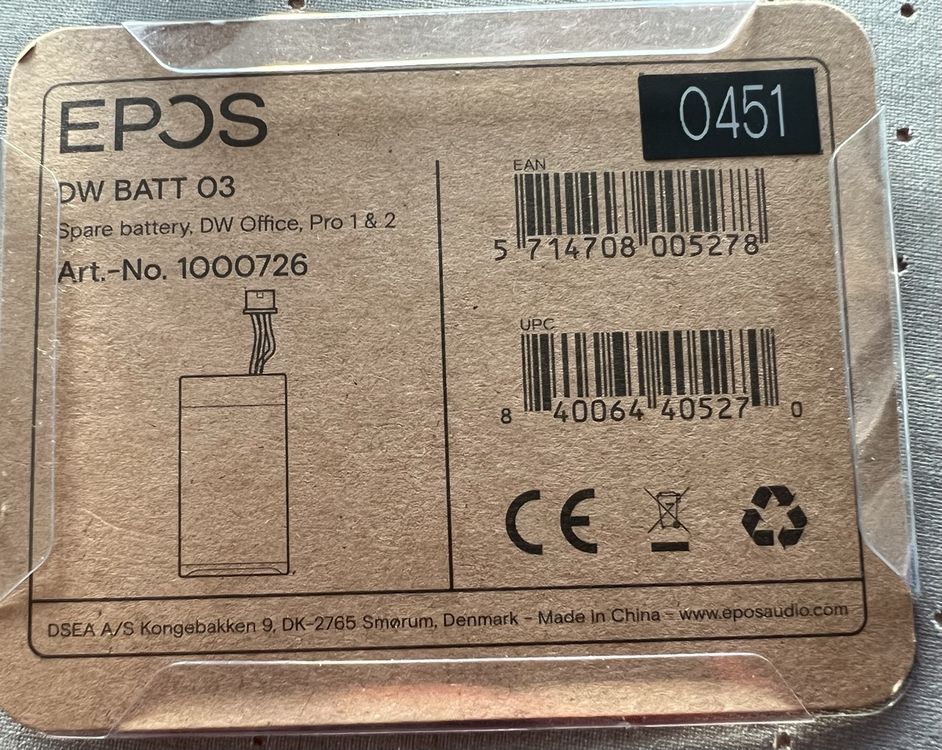 EPOS
DW BATT 03
Spare battery, DW Office, Pro 1 & 2
Art.-No. 1000726
0451
EAN
5 714708 005278
UPC
8 40064 40527 0
CE
DSEA A/S Kongebakken 9, DK-2765 Smørum, Denmark - Made In China - www.eposaudio.com